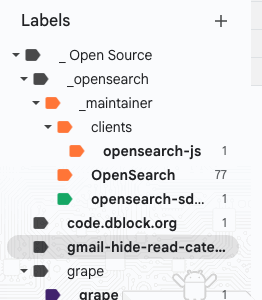 Labels
_ Open Source
_opensearch
_maintainer
clients
opensearch-js 1
OpenSearch 77
opensearch-sd... 1
code.dblock.org 1
gmail-hide-read-cate...
grape
grape 1